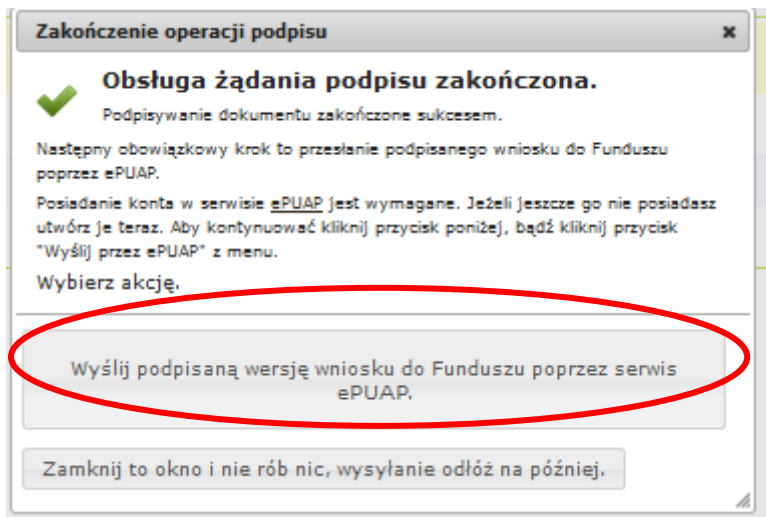 Zakończenie operacji podpisu
Obsługa żądania podpisu zakończona.
Podpisywanie dokumentu zakończone sukcesem.
Następny obowiązkowy krok to przesłanie podpisanego wniosku do Funduszu
poprzez ePUAP.
Posiadanie konta w serwisie ePUAP jest wymagane. Jeżeli jeszcze go nie posiadasz
utwórz je teraz. Aby kontynuować kliknij przycisk poniżej, bądź kliknij przycisk
"Wyślij przez ePUAP" z menu.
Wybierz akcję.
Wyślij podpisaną wersję wniosku do Funduszu poprzez serwis
ePUAP.
Zamknij to okno i nie rób nic, wysyłanie odłóż na później.